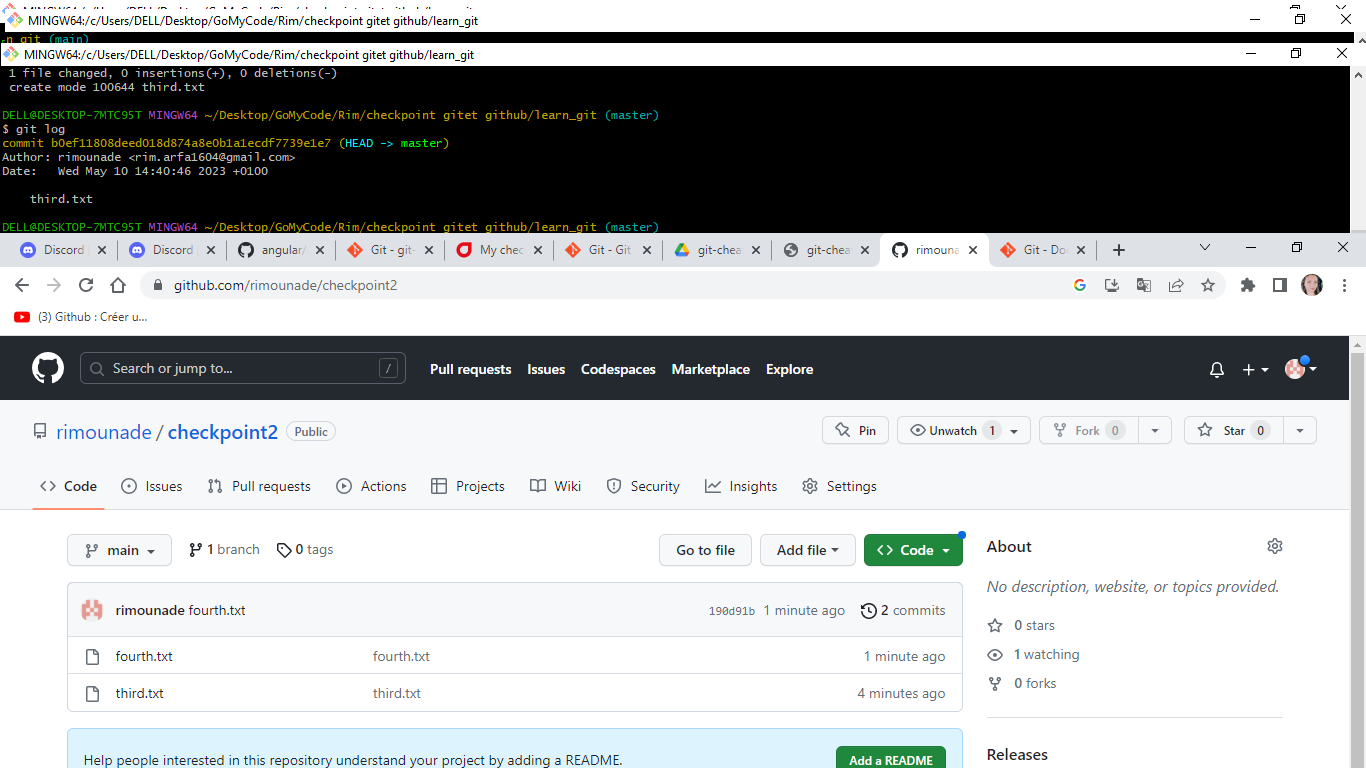 MINGW64:/c/Users/DELL/Desktop/GoMyCode/Rim/checkpoint gitet github/learn_git
n git (main)
MINGW64:/c/Users/DELL/Desktop/GoMyCode/Rim/checkpoint gitet github/learn_git
1 file changed, 0 insertions(+), 0 deletions(-)
create mode 100644 third.txt
DELL@DESKTOP-7MTC95T MINGW64 ~/Desktop/GoMyCode/Rim/checkpoint gitet github/learn_git (master)
$ git log
commit b0ef11808deed018d874a8e0b1a1ecdf7739e1e7 (HEAD -> master)
Author: rimounade <rim.arfa1604@gmail.com>
Date: Wed May 10 14:40:46 2023 +0100
third.txt
DELL@DESKTOP-7MTC95T MINGW64 ~/Desktop/GoMyCode/Rim/checkpoint gitet github/learn_git (master)
Discord Discord angular/ Git - git- My chec Git - Git git-chea git-chea rimouna Git - Do
github.com/rimounade/checkpoint2
(3) Github : Créer u...
Search or jump to... / Pull requests Issues Codespaces Marketplace Explore
rimounade / checkpoint2 Public Pin Unwatch 1 Fork 0 Star 0
Code Issues Pull requests Actions Projects Wiki Security Insights Settings
main 1 branch 0 tags Go to file Add file Code About
No description, website, or topics provided.
rimounade fourth.txt 190d91b 1 minute ago 2 commits
0 stars
fourth.txt fourth.txt 1 minute ago
1 watching
third.txt third.txt 4 minutes ago
0 forks
Help people interested in this repository understand your project by adding a README. Add a README
Releases